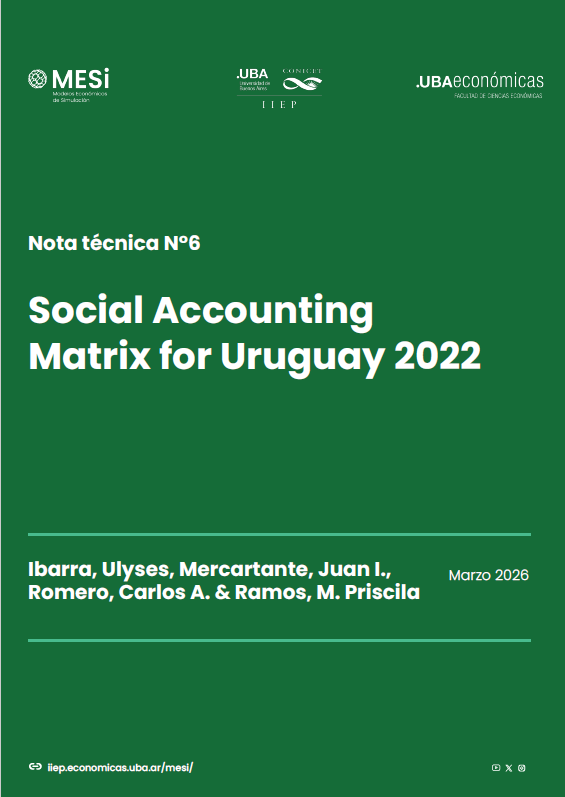 MESi
Modelos Económicos
de Simulación
.UBA
Universidad de
Buenos Aires
CONICET
IIEP
.UBAeconómicas
FACULTAD DE CIENCIAS ECONÓMICAS
Nota técnica Nº6
Social Accounting
Matrix for Uruguay 2022
Ibarra, Ulyses, Mercartante, Juan I.,
Romero, Carlos A. & Ramos, M. Priscila
Marzo 2026
iiep.economicas.uba.ar/mesi/